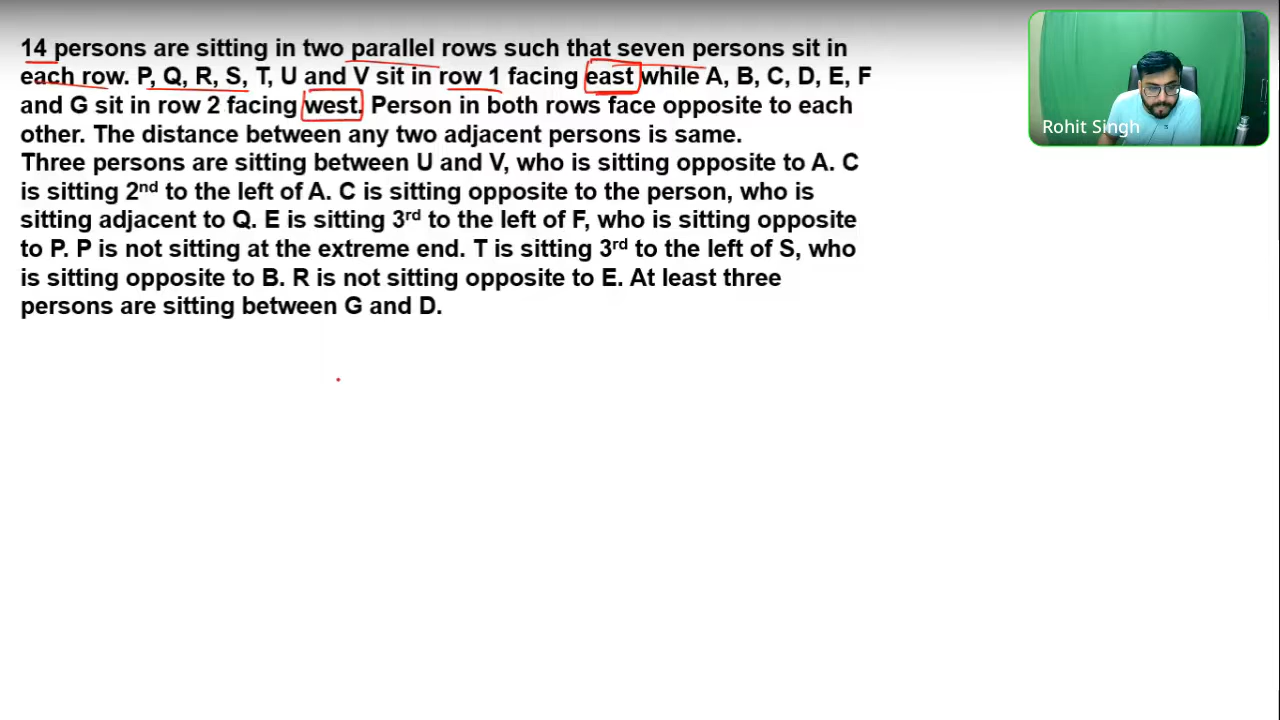 14 persons are sitting in two parallel rows such that seven persons sit in
each row. P, Q, R, S, T, U and V sit in row 1 facing east while A, B, C, D, E, F
and G sit in row 2 facing west. Person in both rows face opposite to each
other. The distance between any two adjacent persons is same.
Three persons are sitting between U and V, who is sitting opposite to A. C
is sitting 2nd to the left of A. C is sitting opposite to the person, who is
sitting adjacent to Q. E is sitting 3rd to the left of F, who is sitting opposite
to P. P is not sitting at the extreme end. T is sitting 3rd to the left of S, who
is sitting opposite to B. R is not sitting opposite to E. At least three
persons are sitting between G and D.
Rohit Singh